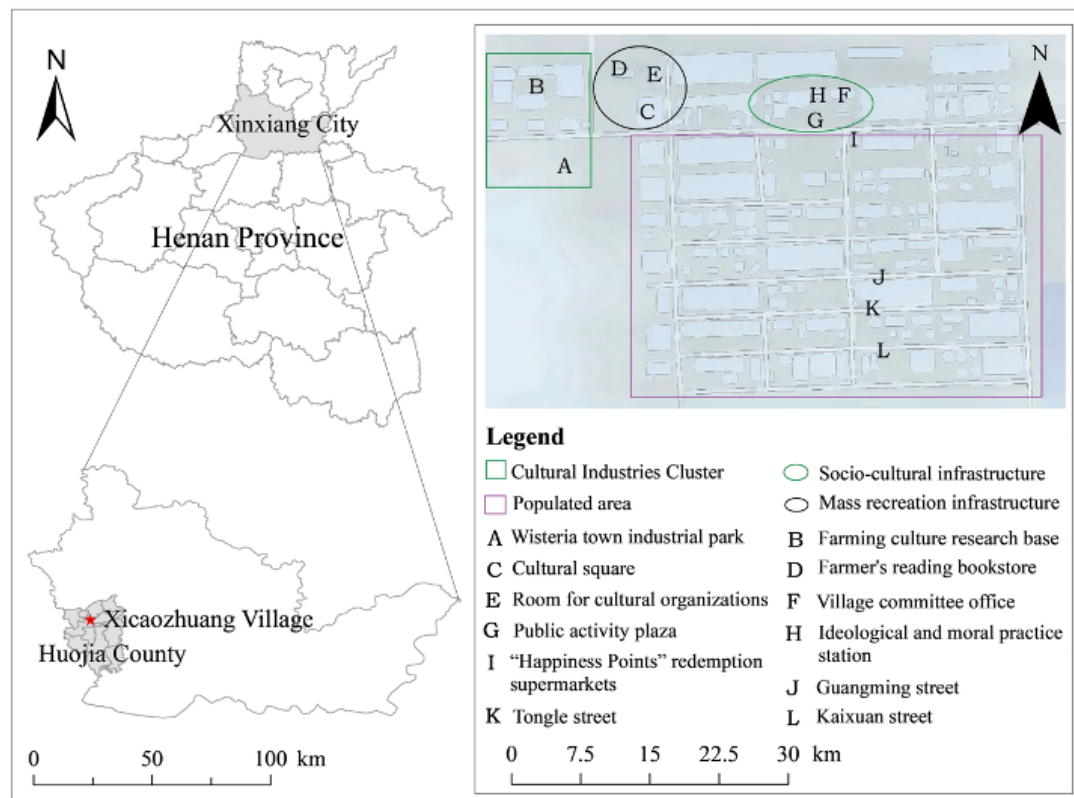 N
Xinxiang City
Henan Province
Xicaozhuang Village
Huojia County
0 50 100 km
N
D E
B
C
H F
G
I
A
J
K
L
Legend
Cultural Industries Cluster
Socio-cultural infrastructure
Populated area
Mass recreation infrastructure
A Wisteria town industrial park
B Farming culture research base
C Cultural square
D Farmer's reading bookstore
E Room for cultural organizations
F Village committee office
G Public activity plaza
H Ideological and moral practice
station
I “Happiness Points” redemption
supermarkets
J Guangming street
K Tongle street
L Kaixuan street
0 7.5 15 22.5 30 km